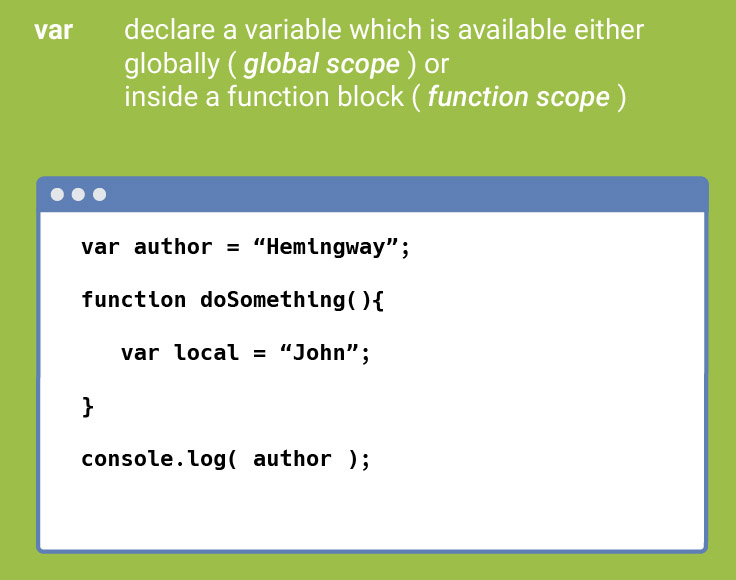 var declare a variable which is available either
globally ( global scope ) or
inside a function block ( function scope )
var author = “Hemingway”;
function doSomething(){
var local = “John”;
}
console.log( author );